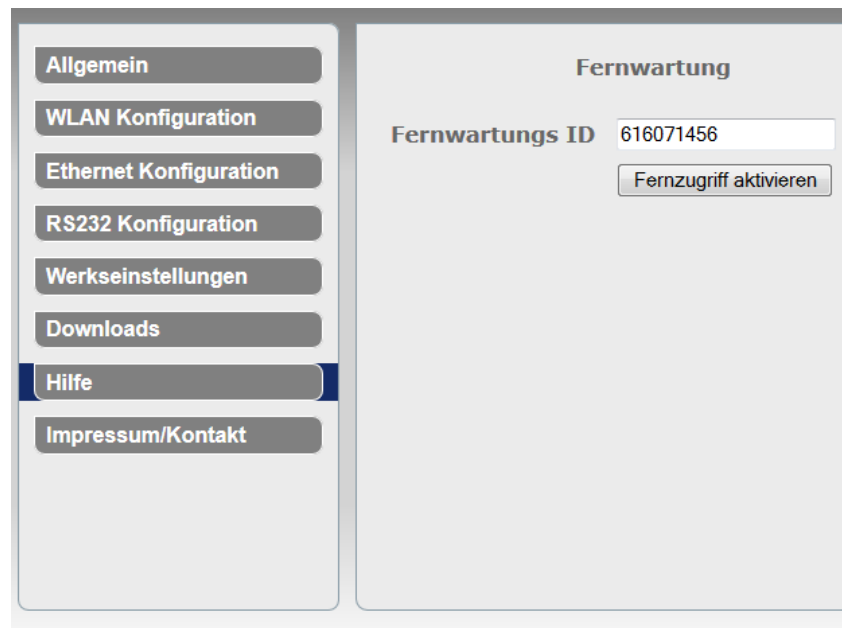 Allgemein
WLAN Konfiguration
Ethernet Konfiguration
RS232 Konfiguration
Werkseinstellungen
Downloads
Hilfe
Impressum/Kontakt
Fernwartung
Fernwartungs ID 616071456
Fernzugriff aktivieren